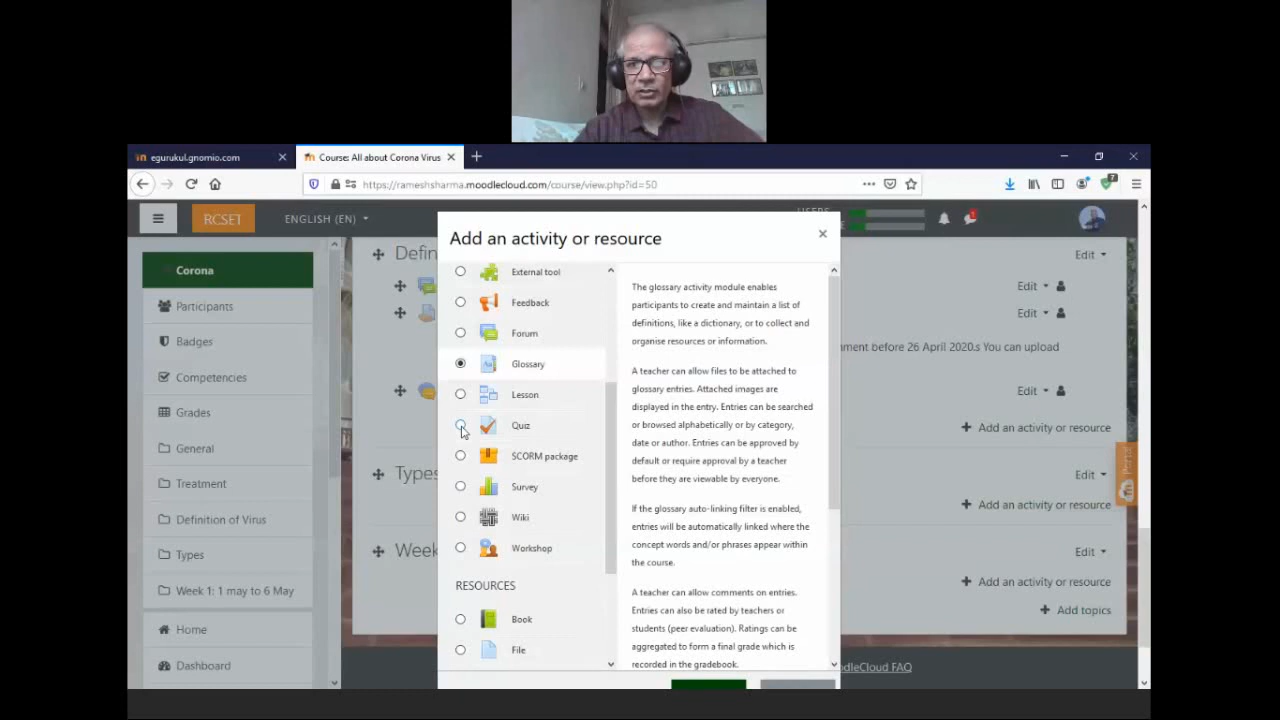 egurukul.gnomio.com
Course: All about Corona Virus
https://rameshsharma.moodlecloud.com/course/view.php?id=50
7
RCSET
ENGLISH (EN)
Corona
Participants
Badges
Competencies
Grades
General
Treatment
Definition of Virus
Types
Week 1: 1 may to 6 May
Home
Dashboard
Defin
Types
Week
Add an activity or resource
External tool
Feedback
Forum
Glossary
Lesson
Quiz
SCORM package
Survey
Wiki
Workshop
RESOURCES
Book
File
The glossary activity module enables
participants to create and maintain a list of
definitions, like a dictionary, or to collect and
organise resources or information.
A teacher can allow files to be attached to
glossary entries. Attached images are
displayed in the entry. Entries can be searched
or browsed alphabetically or by category,
date or author. Entries can be approved by
default or require approval by a teacher
before they are viewable by everyone.
If the glossary auto-linking filter is enabled,
entries will be automatically linked where the
concept words and/or phrases appear within
the course.
A teacher can allow comments on entries.
Entries can also be rated by teachers or
students (peer evaluation). Ratings can be
aggregated to form a final grade which is
recorded in the gradebook.
Edit
Edit
Edit
ment before 26 April 2020.s You can upload
Edit
Add an activity or resource
Edit
Add an activity or resource
Edit
Add an activity or resource
Add topics
dleCloud FAQ